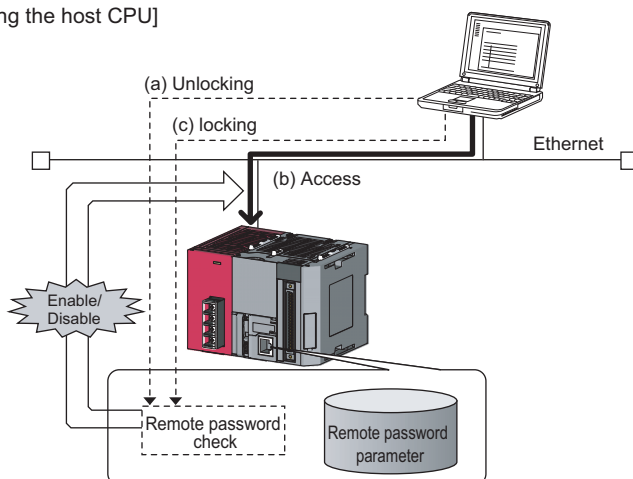 ng the host CPU]
(a) Unlocking
(c) locking
Ethernet
(b) Access
Enable/
Disable
Remote password
check
Remote password
parameter